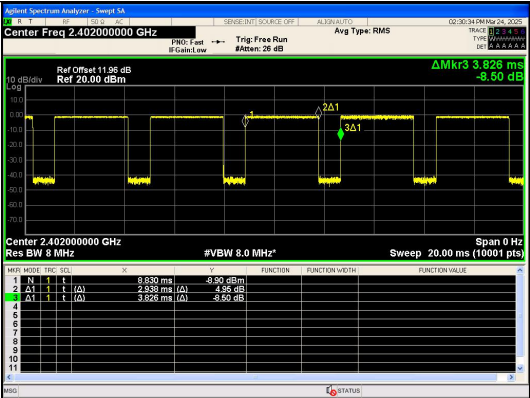 Agilent Spectrum Analyzer - Swept SA
R T RF 50 Ω AC SENSE:INT SOURCE OFF ALIGN AUTO 02:30:34 PM Mar 24, 2025
Center Freq 2.402000000 GHz
PNO: Fast
IFGain:Low
Trig: Free Run
#Atten: 26 dB
Avg Type: RMS
TRACE 1 2 3 4 5 6
TYPE
DET A A A A A A
ΔMkr3 3.826 ms
-8.50 dB
Ref Offset 11.96 dB
10 dB/div Ref 20.00 dBm
Log
10.0
0.00
-10.0
-20.0
-30.0
-40.0
-50.0
-60.0
-70.0
1
2Δ1
3Δ1
Center 2.402000000 GHz Span 0 Hz
Res BW 8 MHz #VBW 8.0 MHz* Sweep 20.00 ms (10001 pts)
MKR MODE TRC SCL X Y FUNCTION FUNCTION WIDTH FUNCTION VALUE
1 N 1 t 8.830 ms -8.90 dBm
2 Δ1 1 t (Δ) 2.938 ms (Δ) 4.95 dB
3 Δ1 1 t (Δ) 3.826 ms (Δ) -8.50 dB
4
5
6
7
8
9
10
11
MSG STATUS